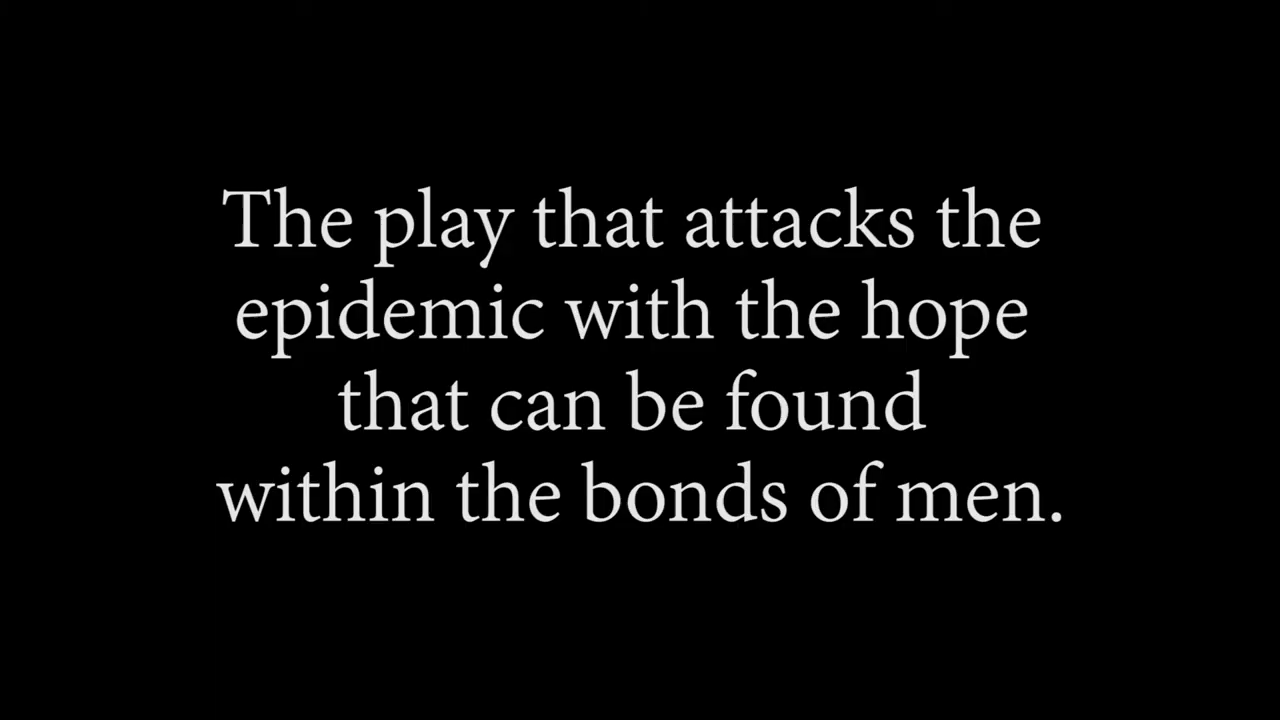 The play that attacks the
epidemic with the hope
that can be found
within the bonds of men.